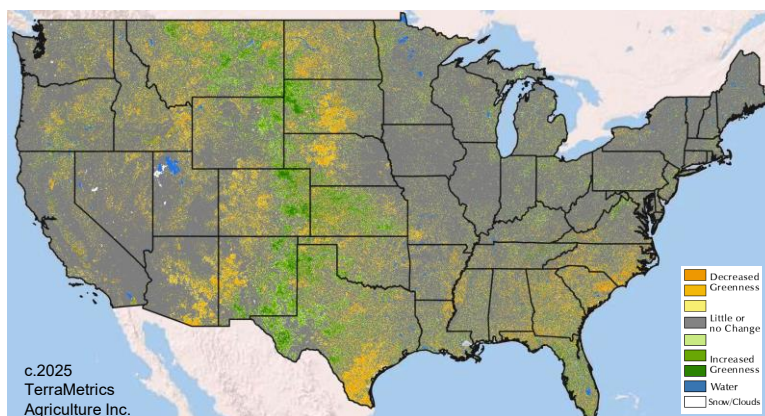 Decreased
Greenness
Little or
no Change
Increased
Greenness
Water
Snow/Clouds
c.2025
TerraMetrics
Agriculture Inc.